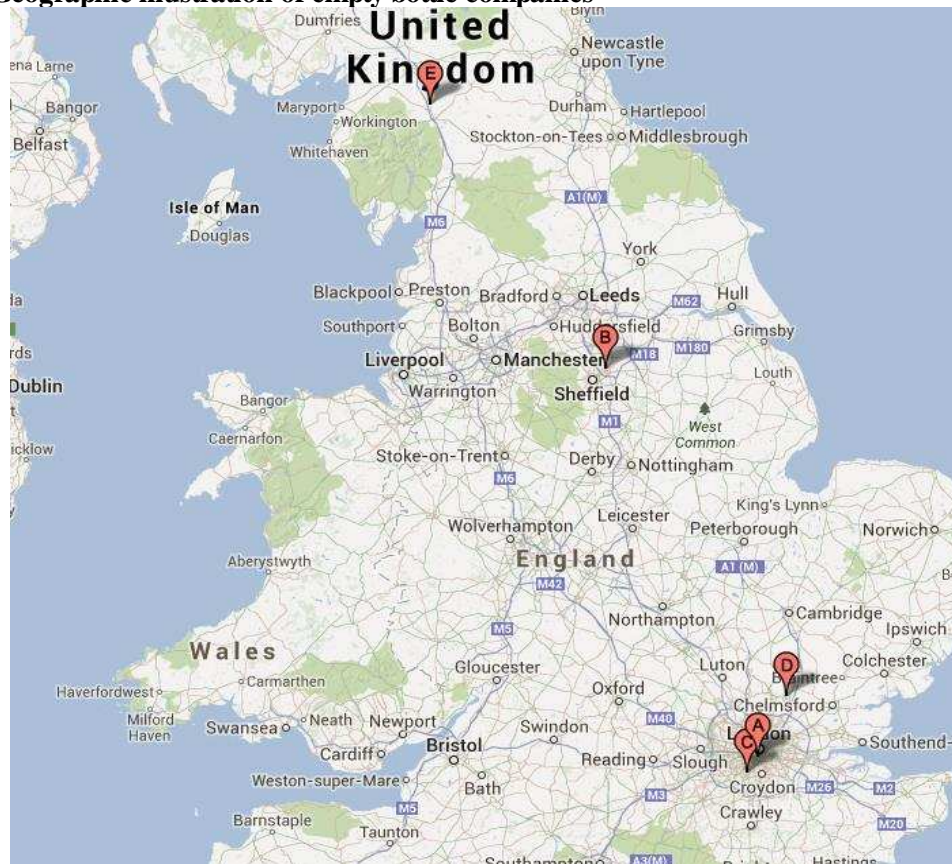 Geographic illustration of empty bottle companies
United
Kingdom
Dumfries
Blyth
Newcastle
upon Tyne
E
Larne
Bangor
Belfast
Maryport
Workington
Whitehaven
Durham
Hartlepool
Stockton-on-Tees
Middlesbrough
Isle of Man
Douglas
A1(M)
M6
York
Blackpool
Preston
Bradford
Leeds
M62
Hull
Southport
Bolton
Huddersfield
Grimsby
B
M18
M180
Liverpool
Manchester
Warrington
Sheffield
Louth
Dublin
Bangor
Caernarfon
M1
West
Common
Stoke-on-Trent
Derby
Nottingham
M6
King's Lynn
Wolverhampton
Leicester
Peterborough
Norwich
England
Aberystwyth
A1 (M)
M42
Northampton
Cambridge
Ipswich
M5
Wales
Gloucester
Luton
D
Braintree
Colchester
Haverfordwest
Carmarthen
Oxford
Chelmsford
Milford
Haven
Swansea
Neath
Newport
Swindon
M40
A
London
C
Cardiff
Bristol
Reading
Slough
Southend-
Weston-super-Mare
Bath
Croydon
M26
M2
M5
M3
Crawley
M20
Barnstaple
Taunton
Southampton
A3(M)
Hastings